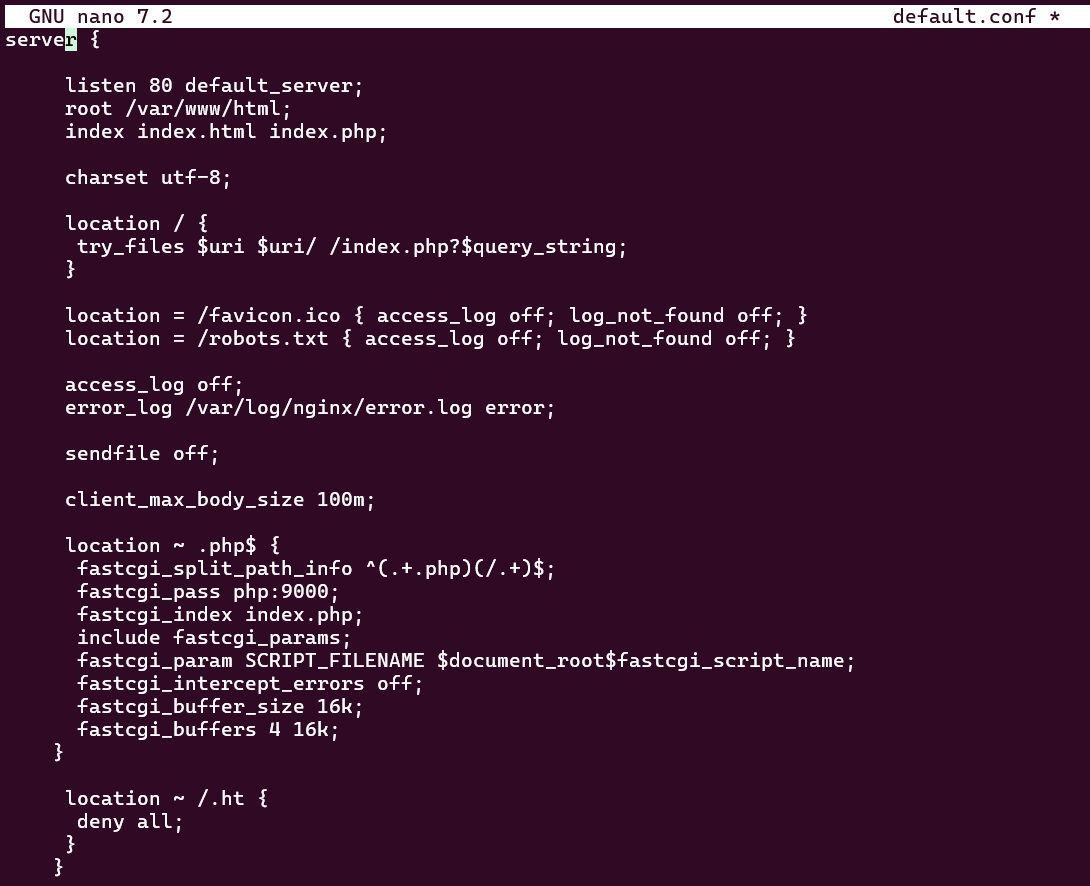 GNU nano 7.2 default.conf *
server {
listen 80 default_server;
root /var/www/html;
index index.html index.php;
charset utf-8;
location / {
try_files $uri $uri/ /index.php?$query_string;
}
location = /favicon.ico { access_log off; log_not_found off; }
location = /robots.txt { access_log off; log_not_found off; }
access_log off;
error_log /var/log/nginx/error.log error;
sendfile off;
client_max_body_size 100m;
location ~ .php$ {
fastcgi_split_path_info ^(.+.php)(/.+)$;
fastcgi_pass php:9000;
fastcgi_index index.php;
include fastcgi_params;
fastcgi_param SCRIPT_FILENAME $document_root$fastcgi_script_name;
fastcgi_intercept_errors off;
fastcgi_buffer_size 16k;
fastcgi_buffers 4 16k;
}
location ~ /.ht {
deny all;
}
}